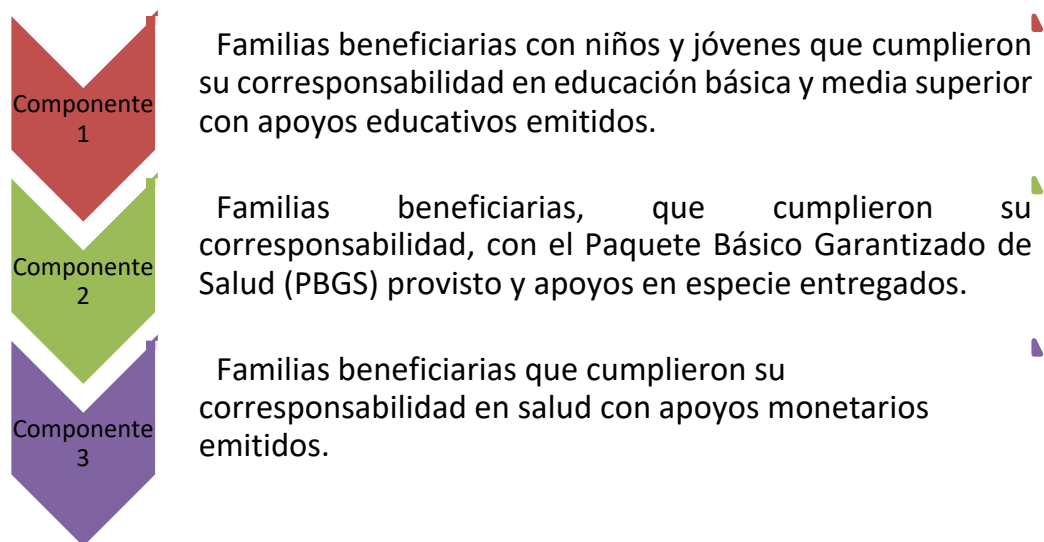 Componente
1
Familias beneficiarias con niños y jóvenes que cumplieron
su corresponsabilidad en educación básica y media superior
con apoyos educativos emitidos.
Componente
2
Familias beneficiarias, que cumplieron su
corresponsabilidad, con el Paquete Básico Garantizado de
Salud (PBGS) provisto y apoyos en especie entregados.
Componente
3
Familias beneficiarias que cumplieron su
corresponsabilidad en salud con apoyos monetarios
emitidos.